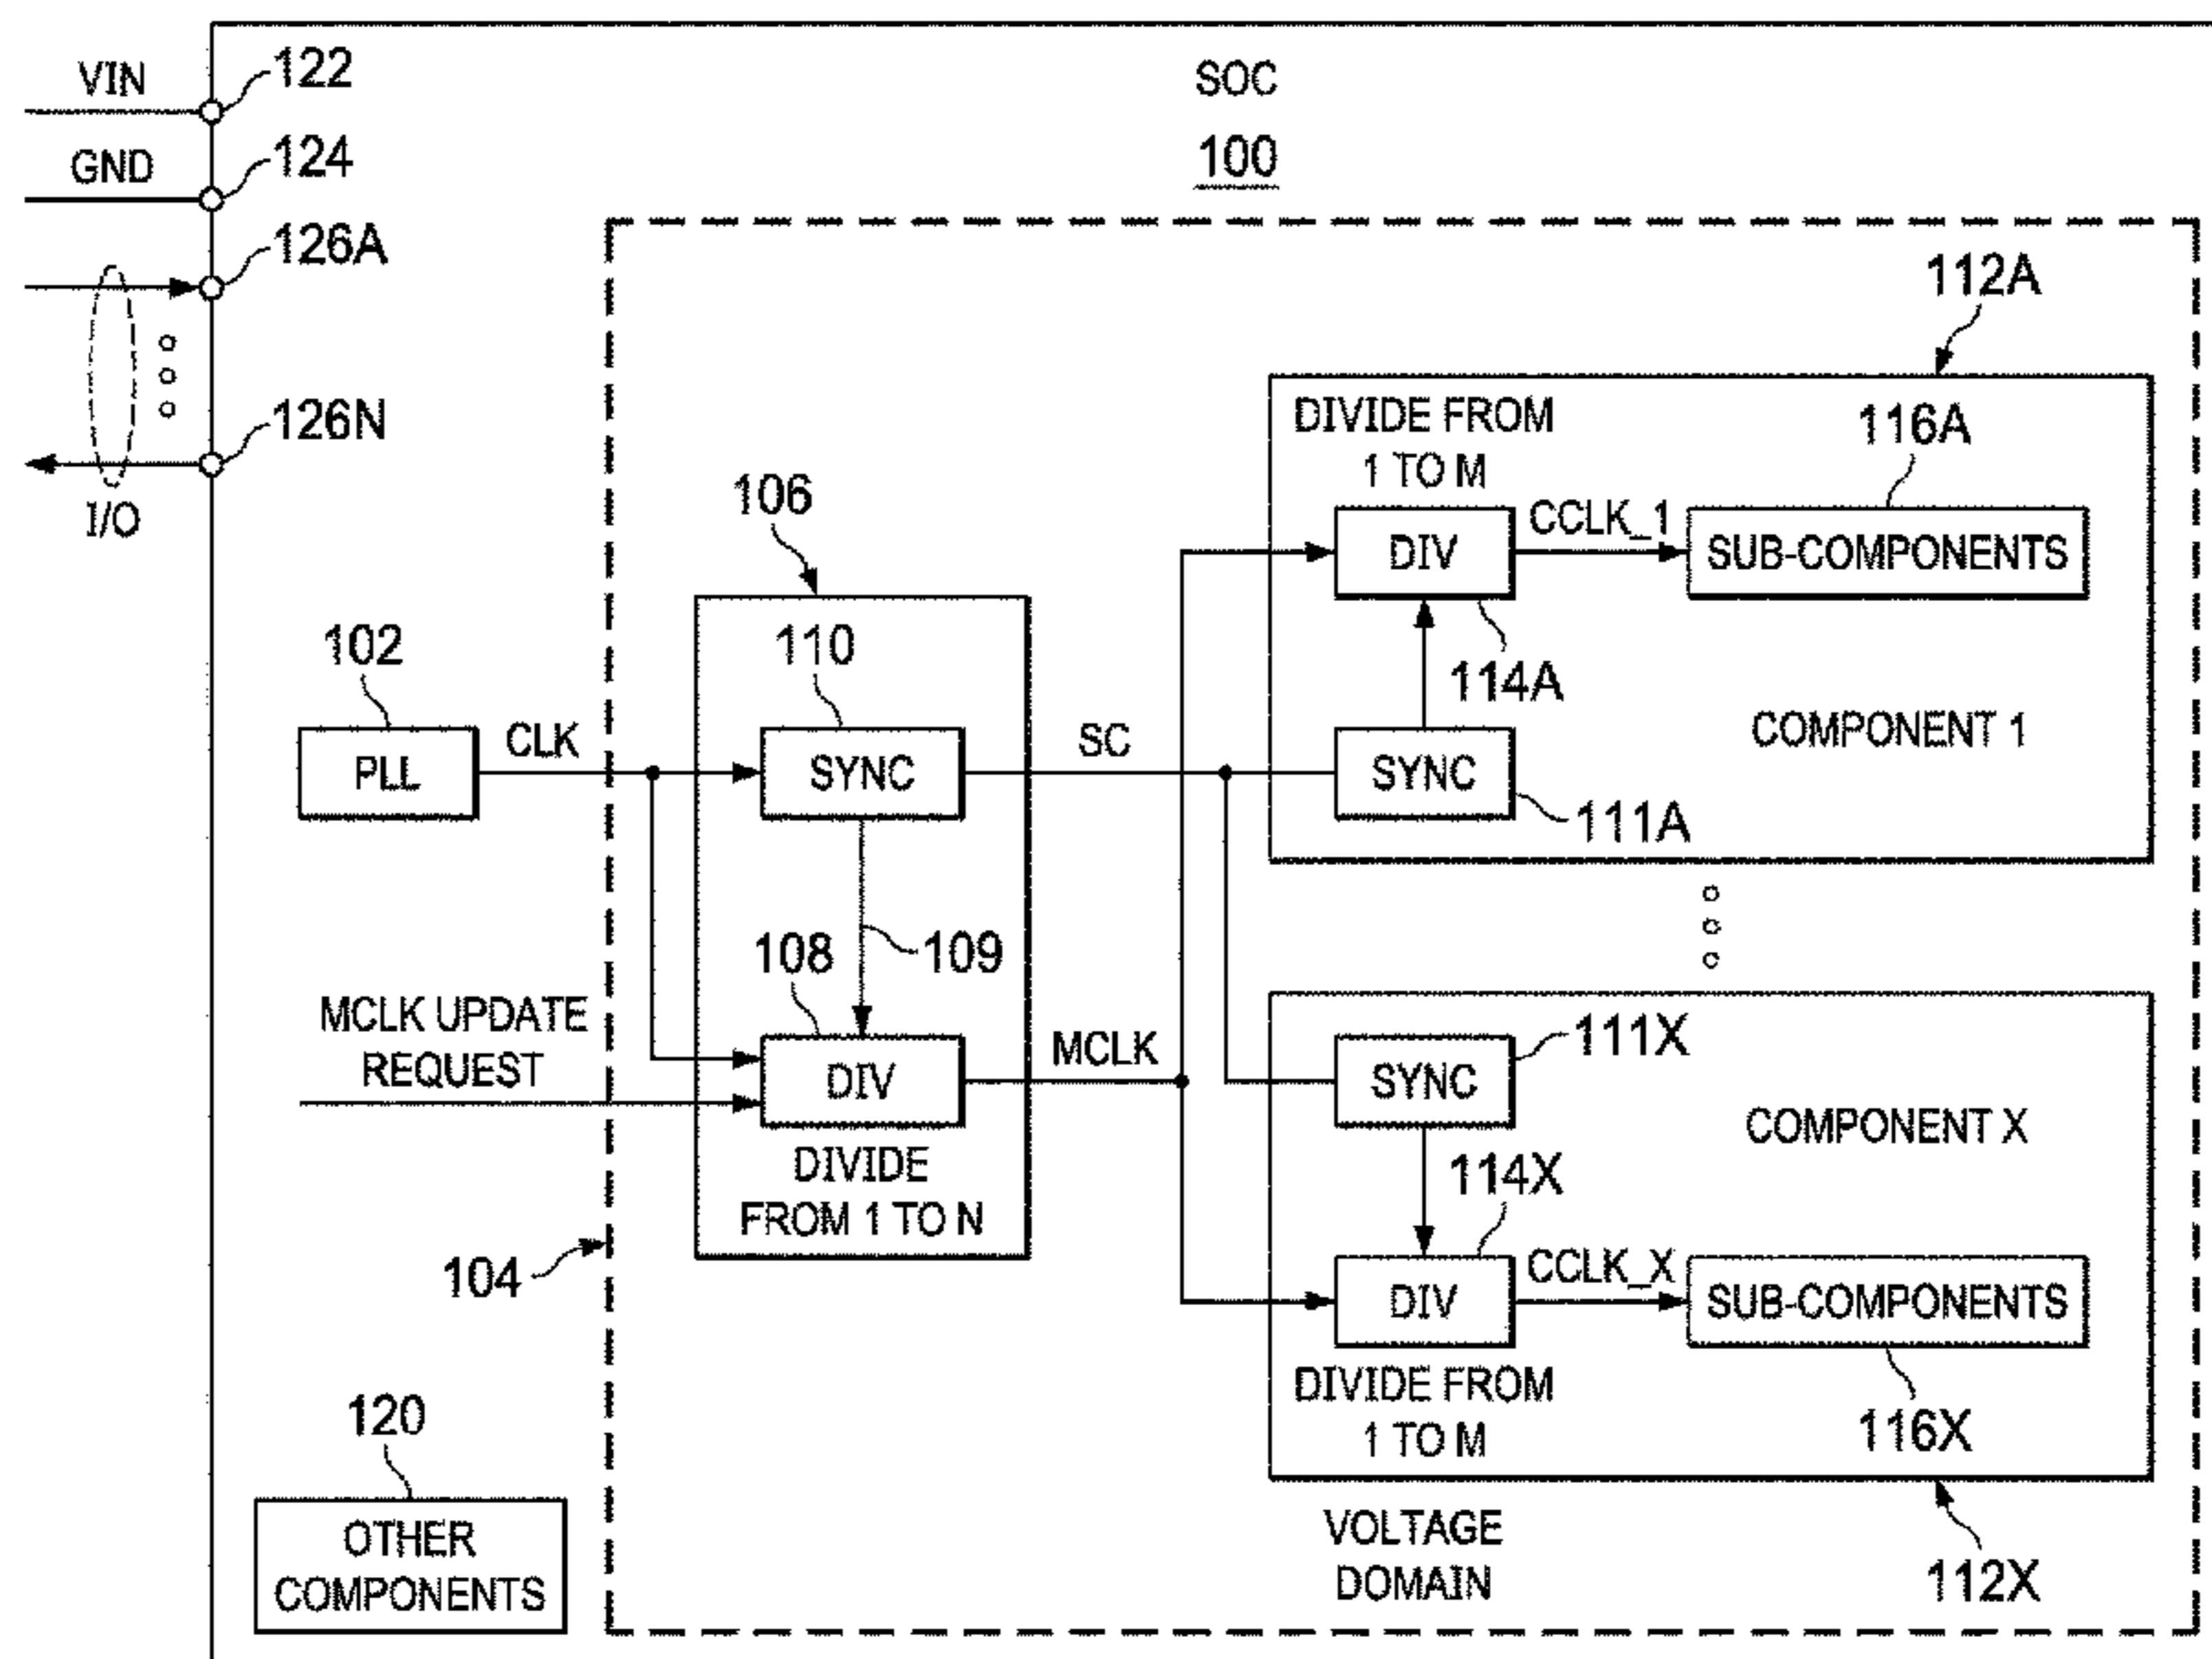 VIN
122
SOC
100
GND
124
126A
126N
I/O
112A
DIVIDE FROM
1 TO M
116A
DIV
CCLK_1
SUB-COMPONENTS
114A
COMPONENT 1
SYNC
111A
106
110
102
PLL
CLK
SYNC
SC
108
109
MCLK UPDATE
REQUEST
DIV
MCLK
DIVIDE
FROM 1 TO N
104
111X
SYNC
COMPONENT X
114X
DIV
CCLK_X
SUB-COMPONENTS
DIVIDE FROM
1 TO M
116X
120
OTHER
COMPONENTS
VOLTAGE
DOMAIN
112X